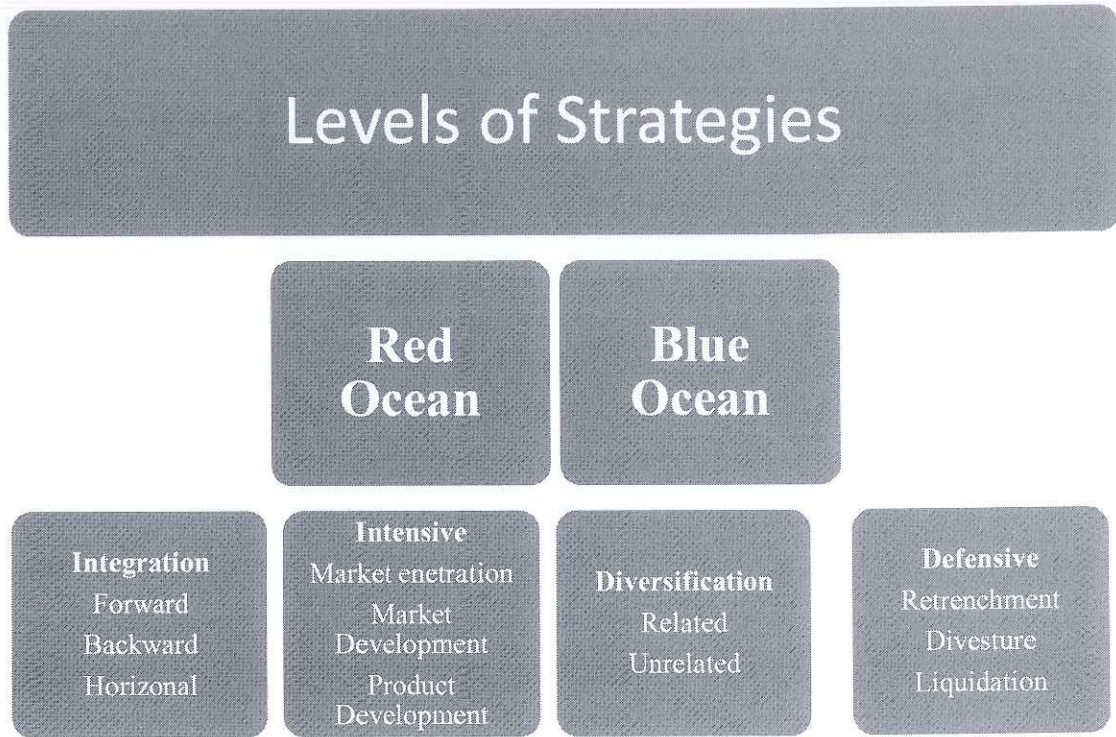 Levels of Strategies
Red
Ocean
Blue
Ocean
Integration
Forward
Backward
Horizonal
Intensive
Market enetration
Market
Development
Product
Development
Diversification
Related
Unrelated
Defensive
Retrenchment
Divesture
Liquidation